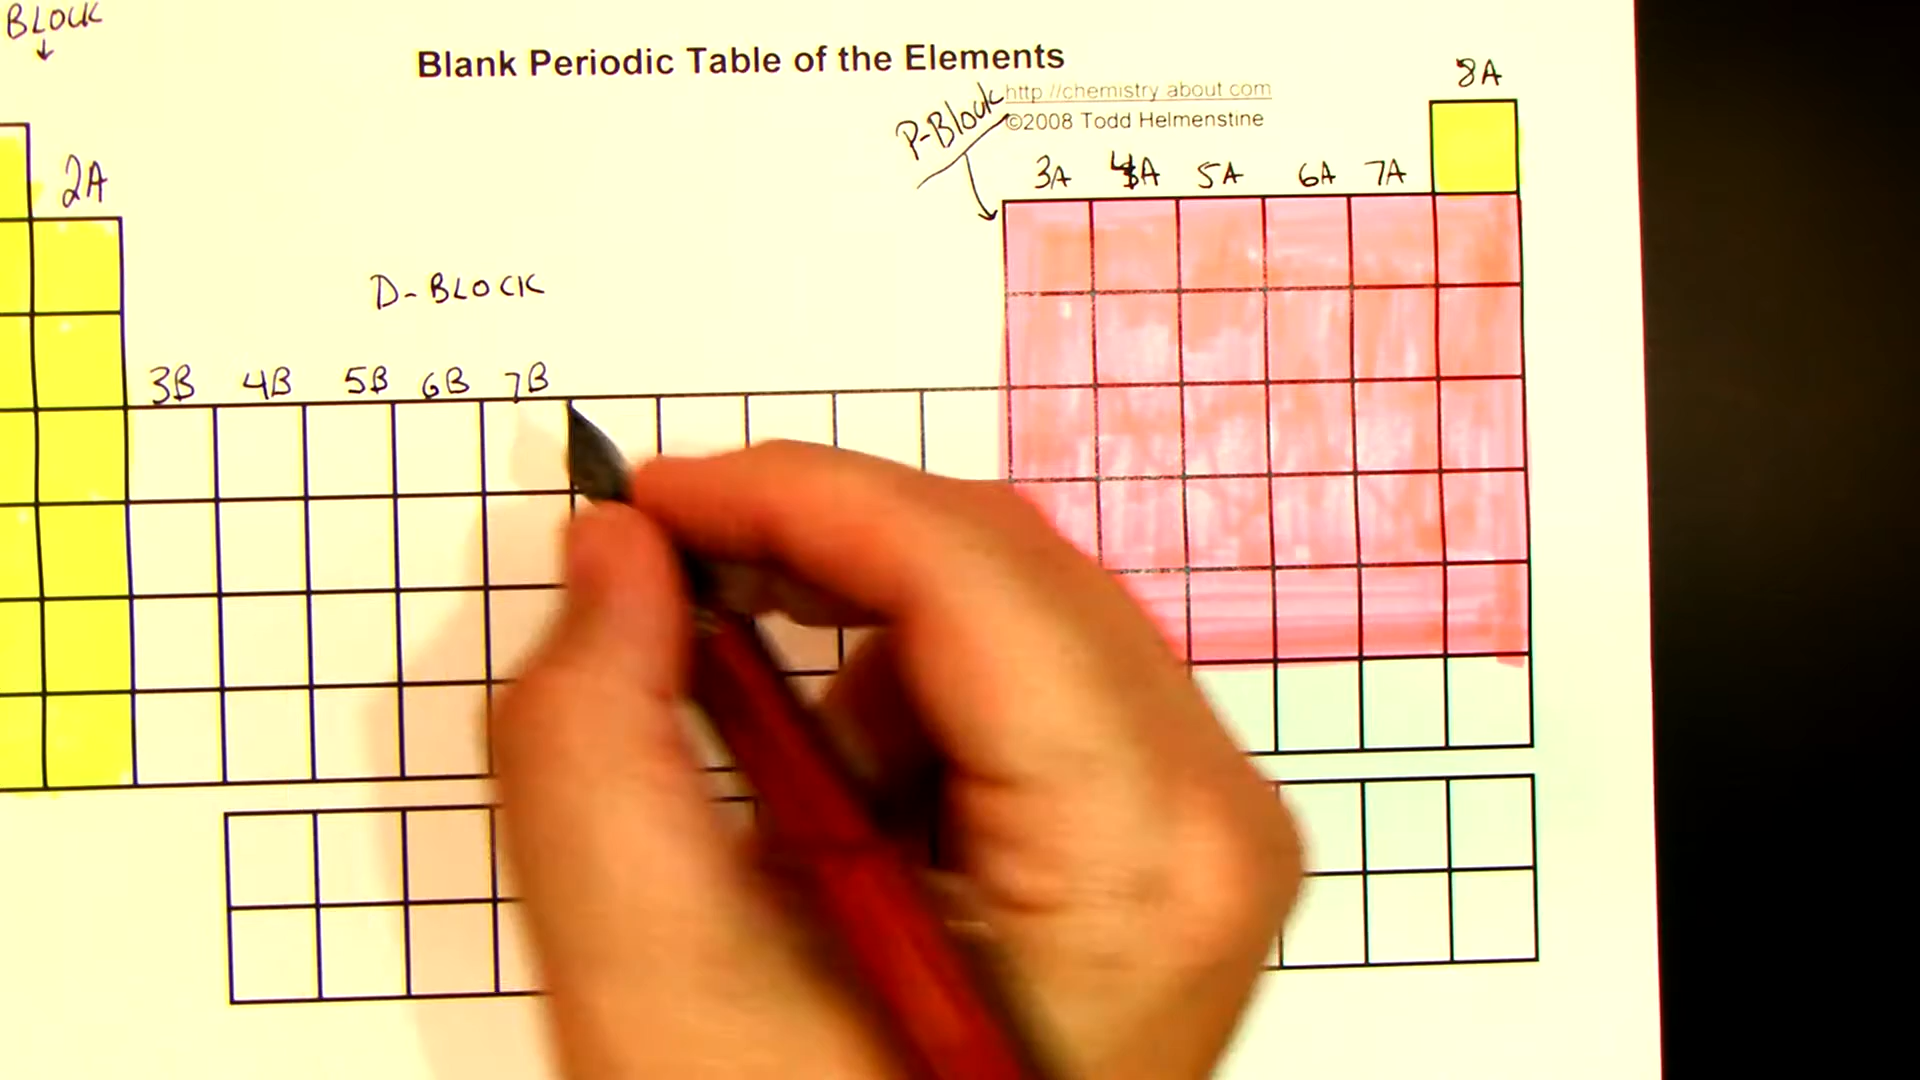 BLOCK
Blank Periodic Table of the Elements
http //chemistry about com
©2008 Todd Helmenstine
8A
P-Block
2A
3A 4A 5A 6A 7A
D-BLOCK
3B 4B 5B 6B 7B